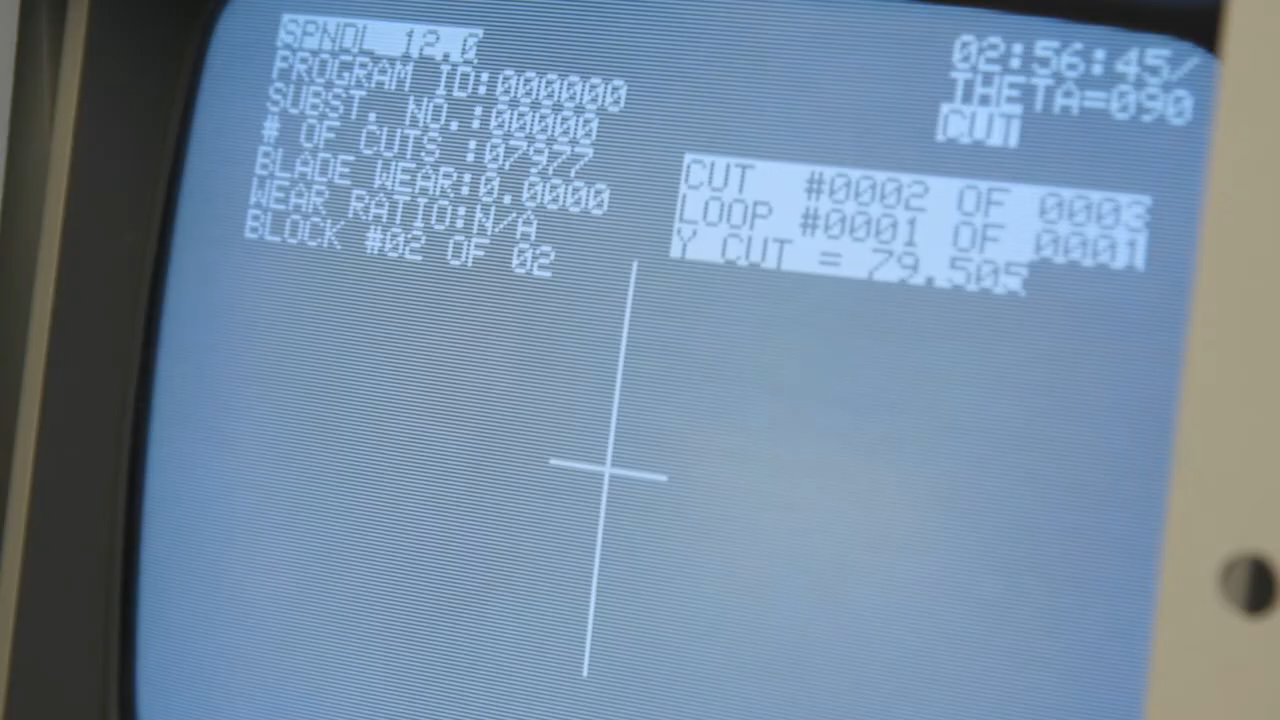 SPNDL 12.0
PROGRAM ID:000000
SUBST. NO.:00000
# OF CUTS :07977
BLADE WEAR:0.0000
WEAR RATIO:N/A
BLOCK #02 OF 02
02:56:45/
THETA=090
CUT
CUT #0002 OF 0003
LOOP #0001 OF 0001
Y CUT = 79.505